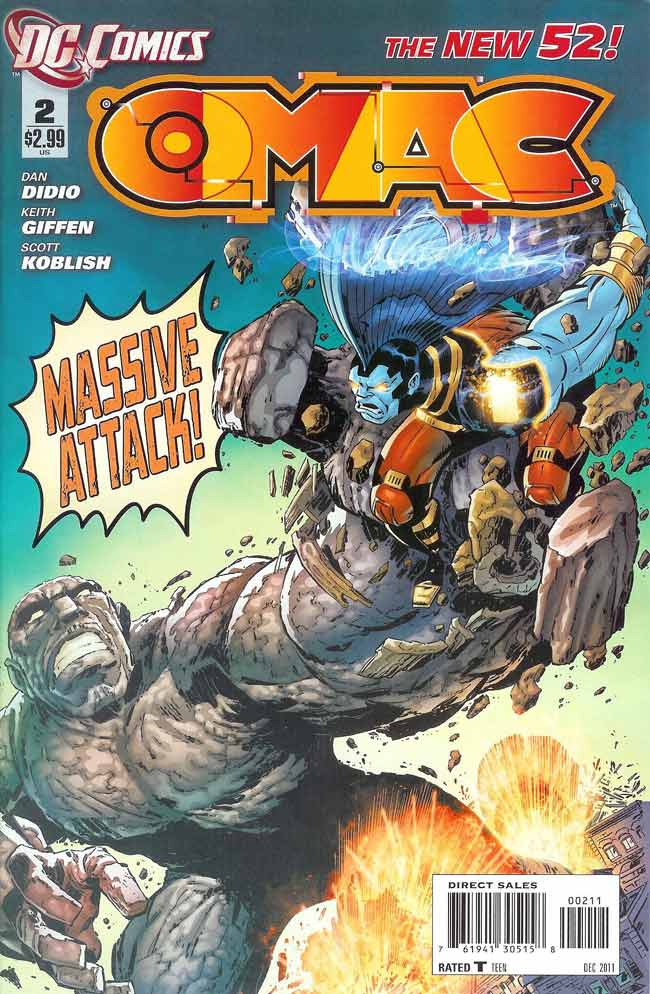 DC COMICS
THE NEW 52!
OMAC
2
$2.99
US
DAN
DIDIO
KEITH
GIFFEN
SCOTT
KOBLISH
MASSIVE
ATTACK!
DIRECT SALES
00211
7 61941 30515 8
RATED T TEEN DEC 2011